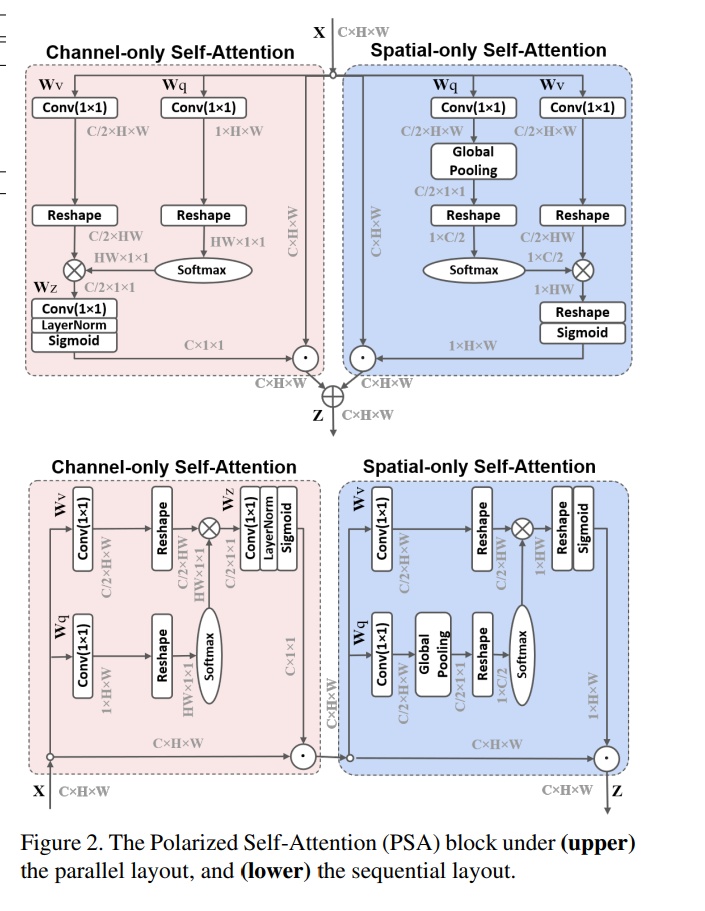 X C×H×W
Channel-only Self-Attention
Wv
Wq
Conv(1×1)
Conv(1×1)
C/2×H×W
1×H×W
Reshape
Reshape
C/2×HW
HW×1×1
HW×1×1
Softmax
Wz
C/2×1×1
Conv(1×1)
LayerNorm
Sigmoid
C×1×1
C×H×W
C×H×W
Spatial-only Self-Attention
Wq
Wv
Conv(1×1)
Conv(1×1)
C/2×H×W
C/2×H×W
Global
Pooling
C/2×1×1
Reshape
Reshape
1×C/2
C/2×HW
Softmax
1×C/2
1×HW
Reshape
Sigmoid
1×H×W
C×H×W
C×H×W
Z C×H×W
Channel-only Self-Attention
Wv
Conv(1×1)
C/2×H×W
Reshape
C/2×HW
HW×1×1
Wz
C/2×1×1
Conv(1×1)
LayerNorm
Sigmoid
Wq
Conv(1×1)
1×H×W
Reshape
HW×1×1
Softmax
C×1×1
C×H×W
X C×H×W
C×H×W
Spatial-only Self-Attention
Wv
Conv(1×1)
C/2×H×W
Reshape
C/2×HW
1×HW
Reshape
Sigmoid
Wq
Conv(1×1)
C/2×H×W
Global
Pooling
C/2×1×1
Reshape
1×C/2
Softmax
1×H×W
C×H×W
C×H×W Z
Figure 2. The Polarized Self-Attention (PSA) block under (upper)
the parallel layout, and (lower) the sequential layout.